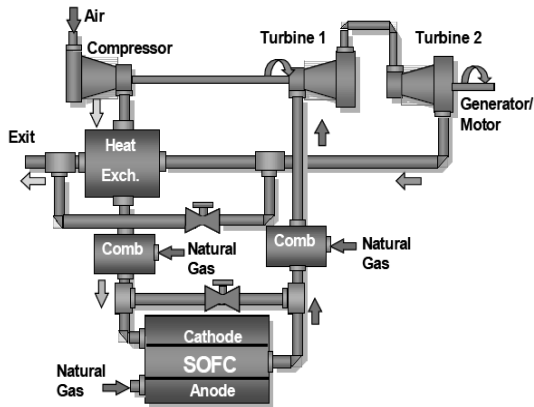 Air
Compressor
Turbine 1
Turbine 2
Generator/
Motor
Exit
Heat
Exch.
Comb
Natural
Gas
Comb
Natural
Gas
Cathode
SOFC
Anode
Natural
Gas